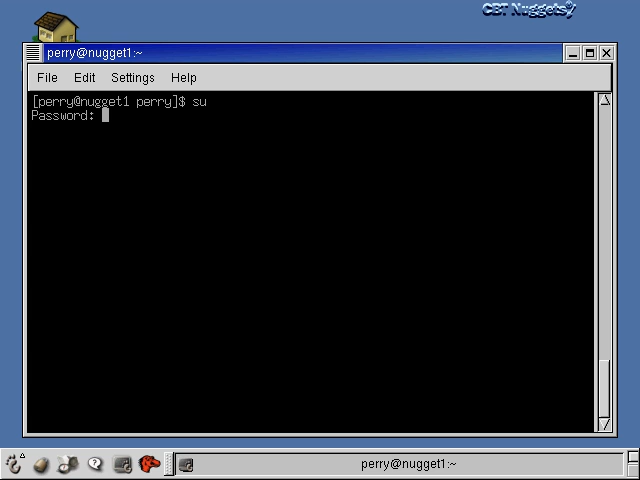 CBT Nuggets
perry@nugget1:~
File Edit Settings Help
[perry@nugget1 perry]$ su
Password:
perry@nugget1:~